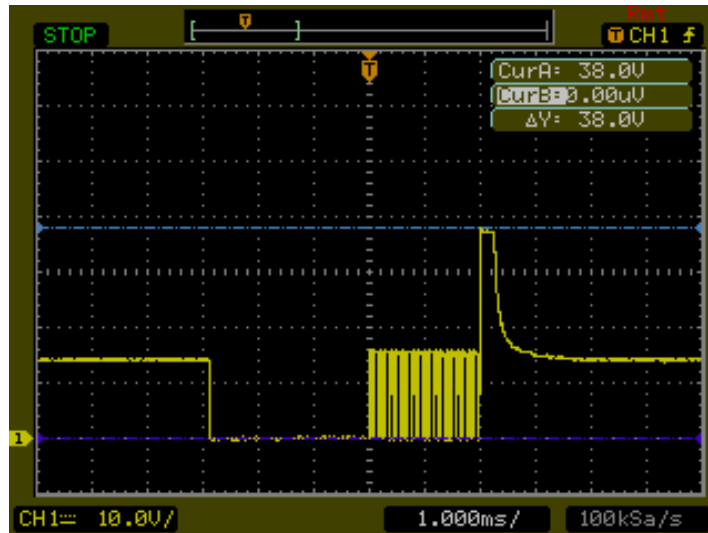 Rmt
STOP
T
T CH1
T
CurA: 38.0V
CurB=0.00uV
ΔY= 38.0V
1
CH1 10.0V/
1.000ms/
100kSa/s